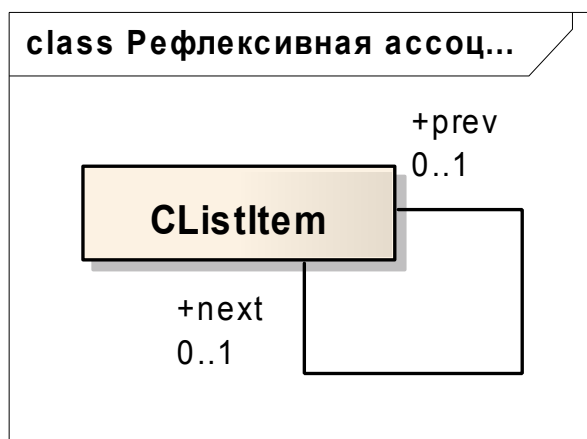 class Рефлексивная ассоц...
+prev
0..1
CListItem
+next
0..1